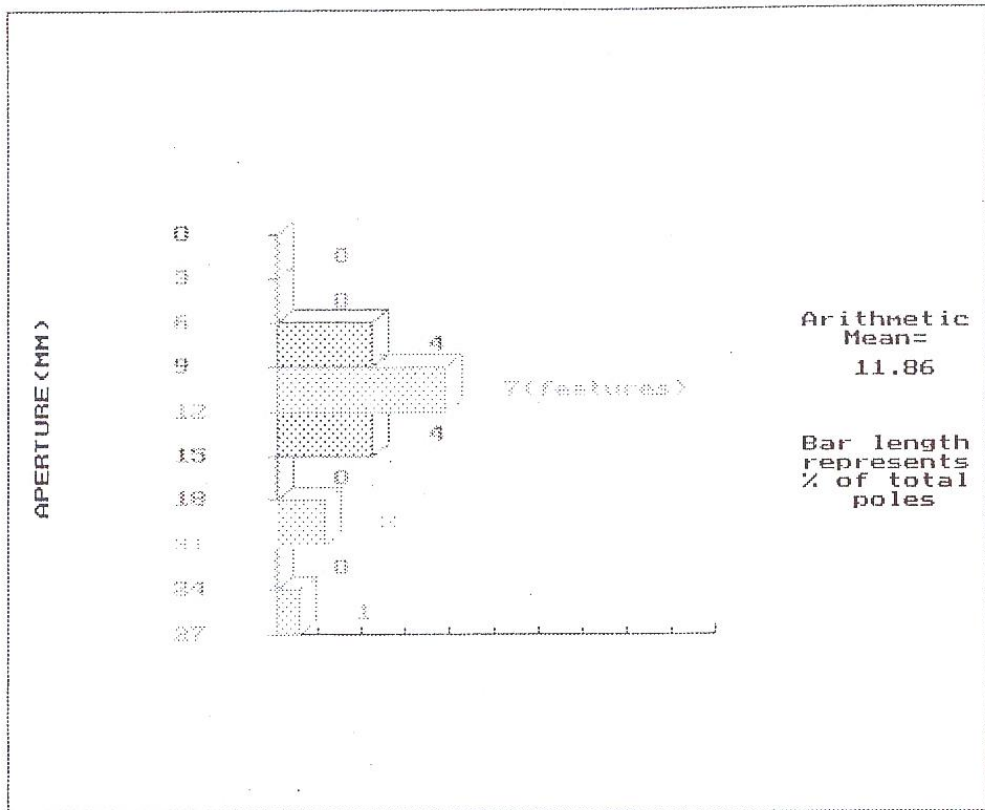 APERTURE(MM)
0
3
6
9
12
15
18
24
27
0
0
4
7(features)
4
0
0
1
Arithmetic
Mean=
11.86
Bar length
represents
% of total
poles